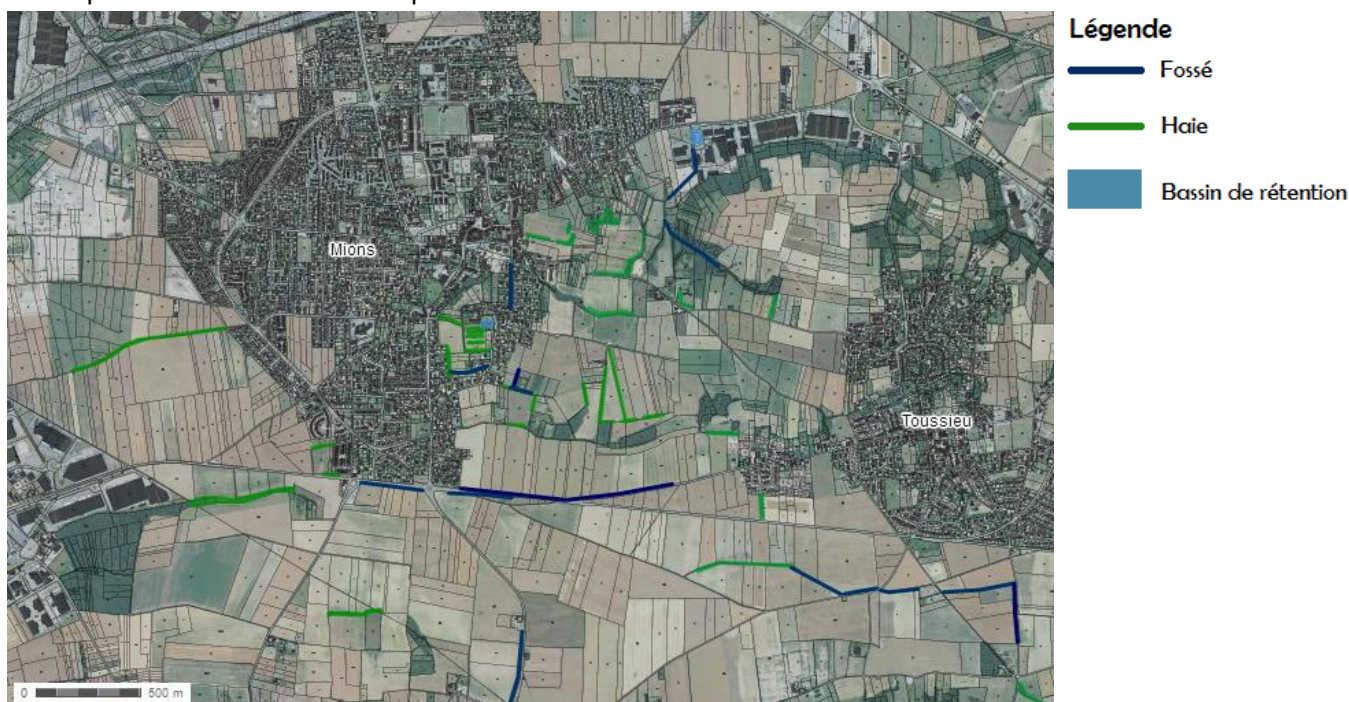 Légende
Fossé
Haie
Bassin de rétention
Mions
Toussieu
0 500 m